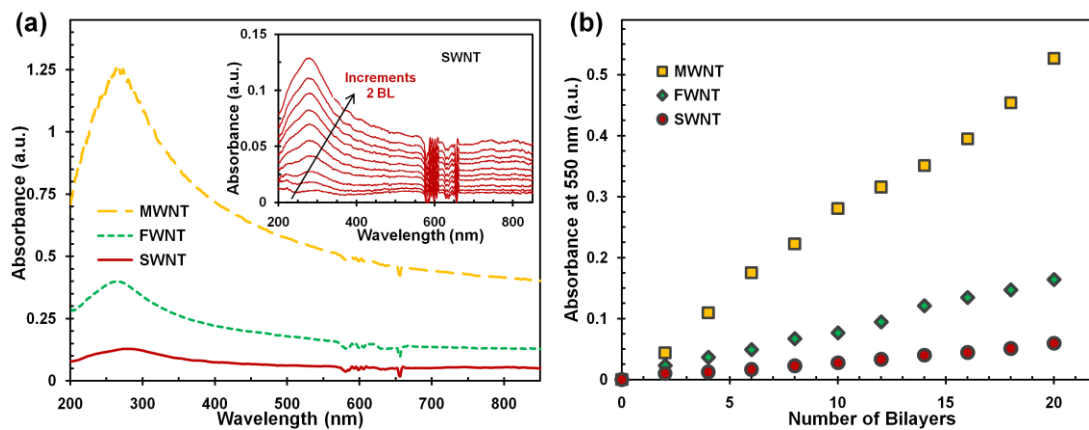 (a)
Absorbance (a.u.)
1.25
1
0.75
0.5
0.25
0
200
300
400
500
600
700
800
Wavelength (nm)
MWNT
FWNT
SWNT
0.15
0.1
0.05
0
Absorbance (a.u.)
SWNT
Increments
2 BL
200
400
600
800
Wavelength (nm)
(b)
Absorbance at 550 nm (a.u.)
0.5
0.4
0.3
0.2
0.1
0
0
5
10
15
20
Number of Bilayers
MWNT
FWNT
SWNT